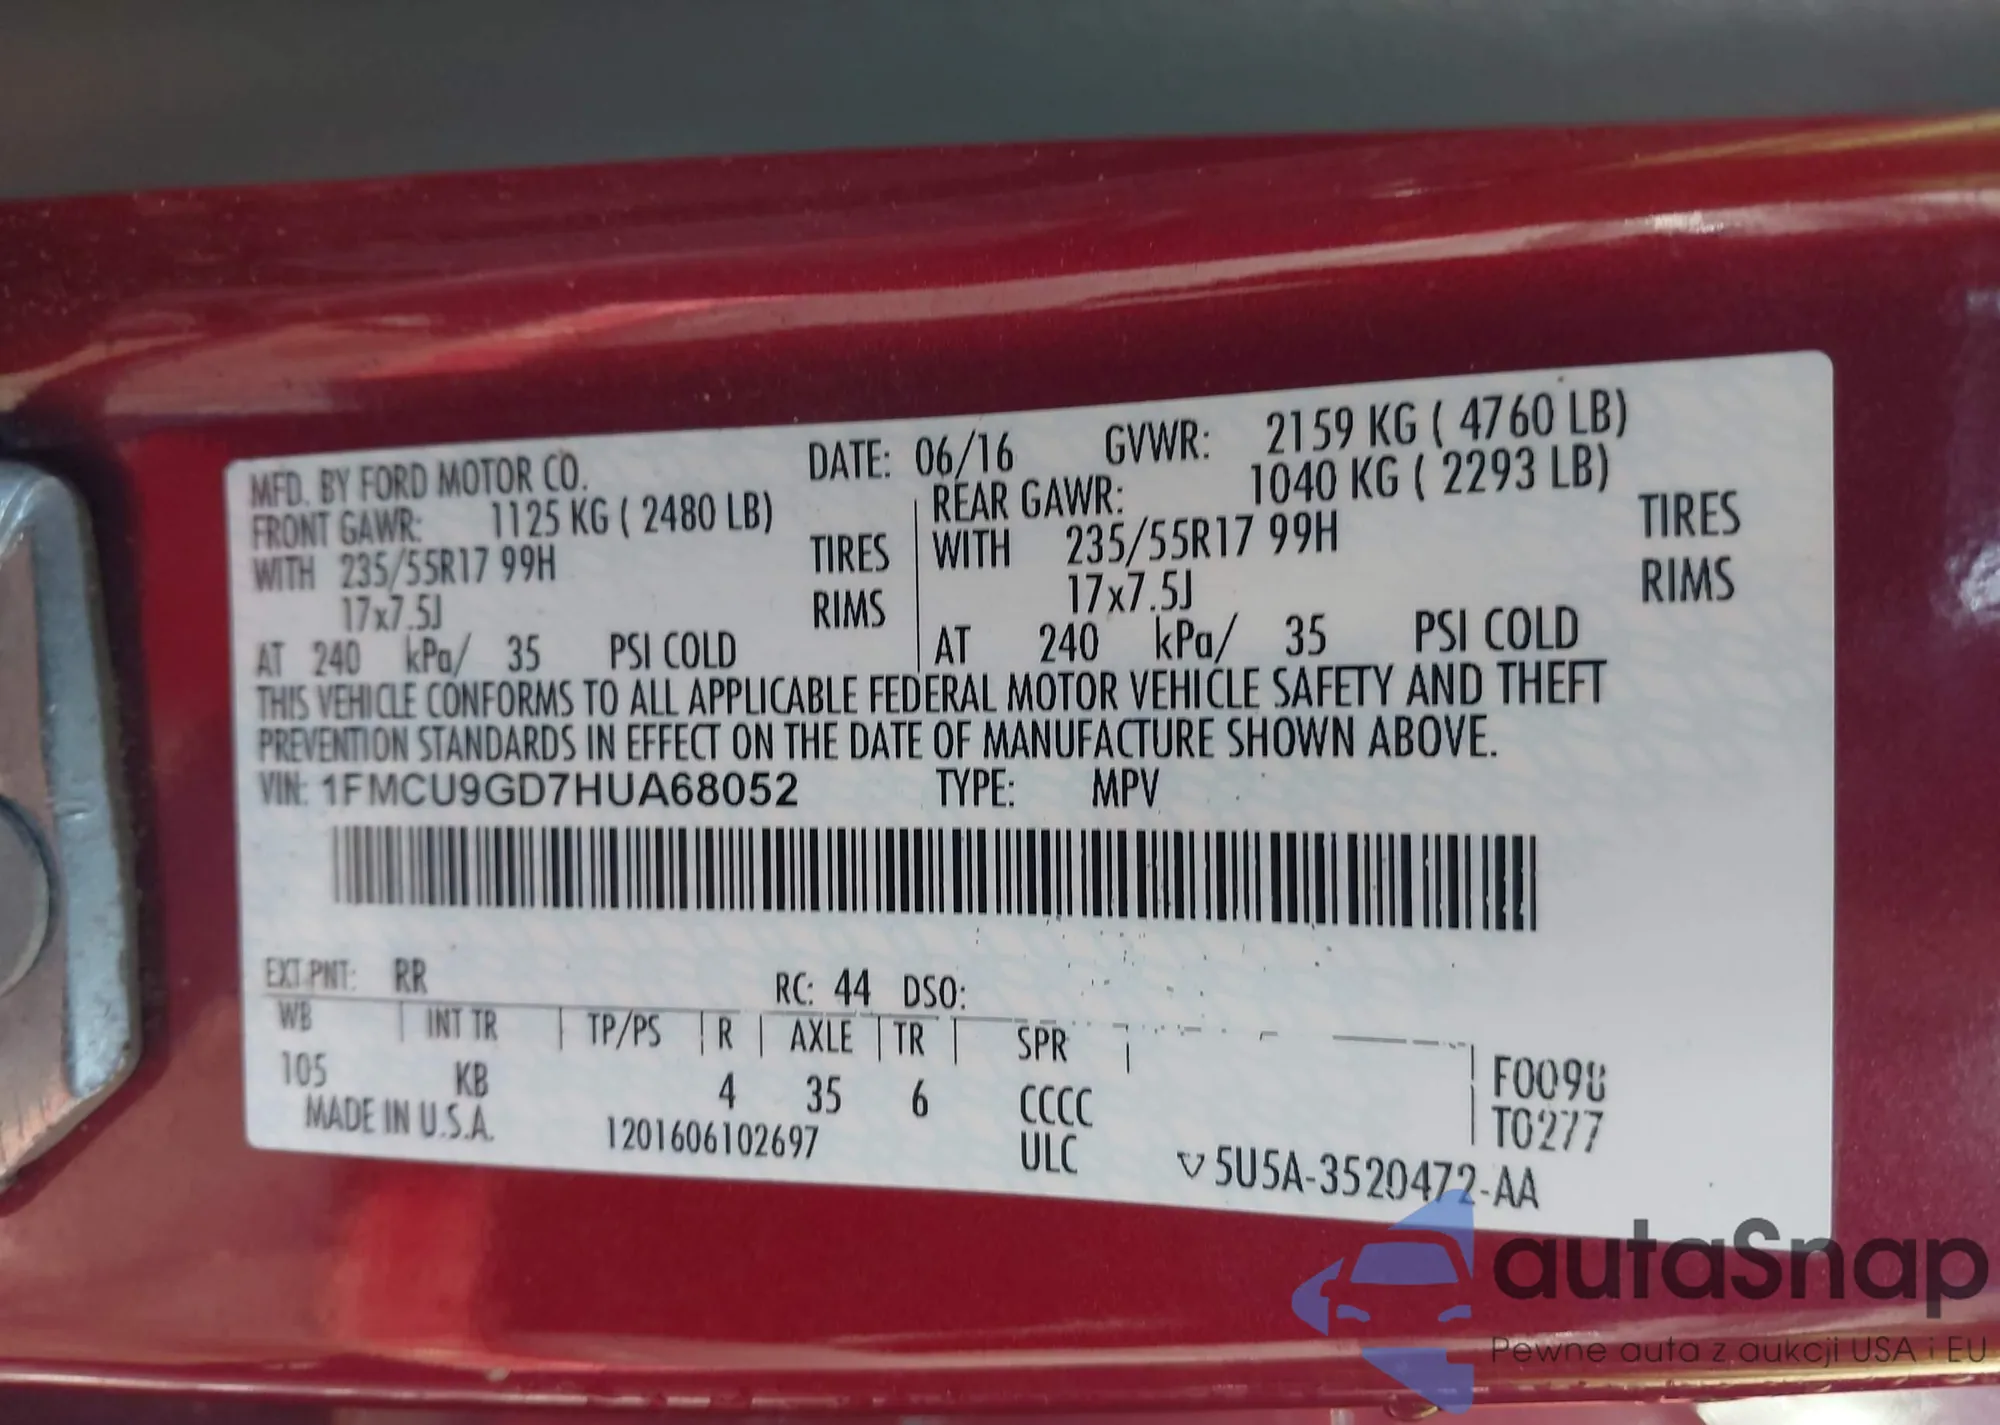 MFD. BY FORD MOTOR CO. DATE: 06/16 GVWR: 2159 KG ( 4760 LB)
FRONT GAWR: 1125 KG ( 2480 LB) REAR GAWR: 1040 KG ( 2293 LB)
WITH 235/55R17 99H TIRES WITH 235/55R17 99H TIRES
17x7.5J RIMS 17x7.5J RIMS
AT 240 kPa/ 35 PSI COLD AT 240 kPa/ 35 PSI COLD
THIS VEHICLE CONFORMS TO ALL APPLICABLE FEDERAL MOTOR VEHICLE SAFETY AND THEFT
PREVENTION STANDARDS IN EFFECT ON THE DATE OF MANUFACTURE SHOWN ABOVE.
VIN: 1FMCU9GD7HUA68052 TYPE: MPV
EXT PNT: RR RC: 44 DSO:
WB INT TR TP/PS R AXLE TR SPR
105 KB 4 35 6 CCCC F0098
MADE IN U.S.A. 1201606102697 ULC T0277
5U5A-3520472-AA
autaSnap
Pewne auta z aukcji USA i EU